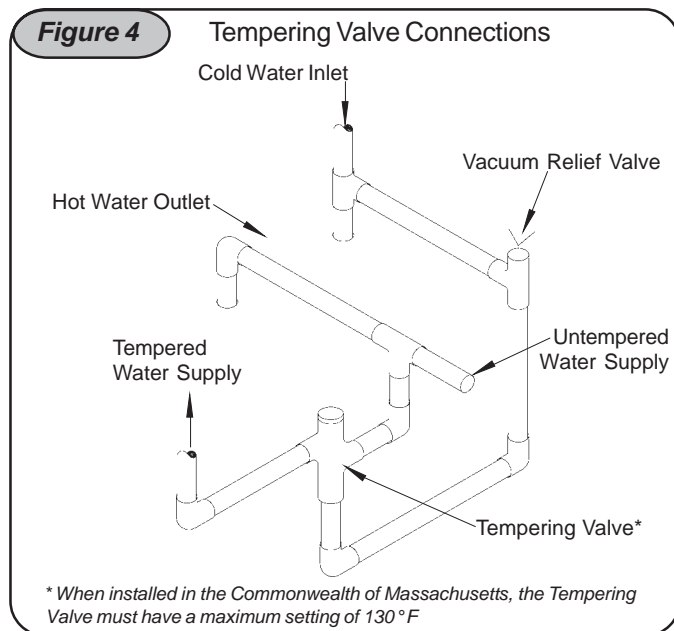 Figure 4
Tempering Valve Connections
Cold Water Inlet
Vacuum Relief Valve
Hot Water Outlet
Tempered
Water Supply
Untempered
Water Supply
Tempering Valve*
* When installed in the Commonwealth of Massachusetts, the Tempering
Valve must have a maximum setting of 130°F